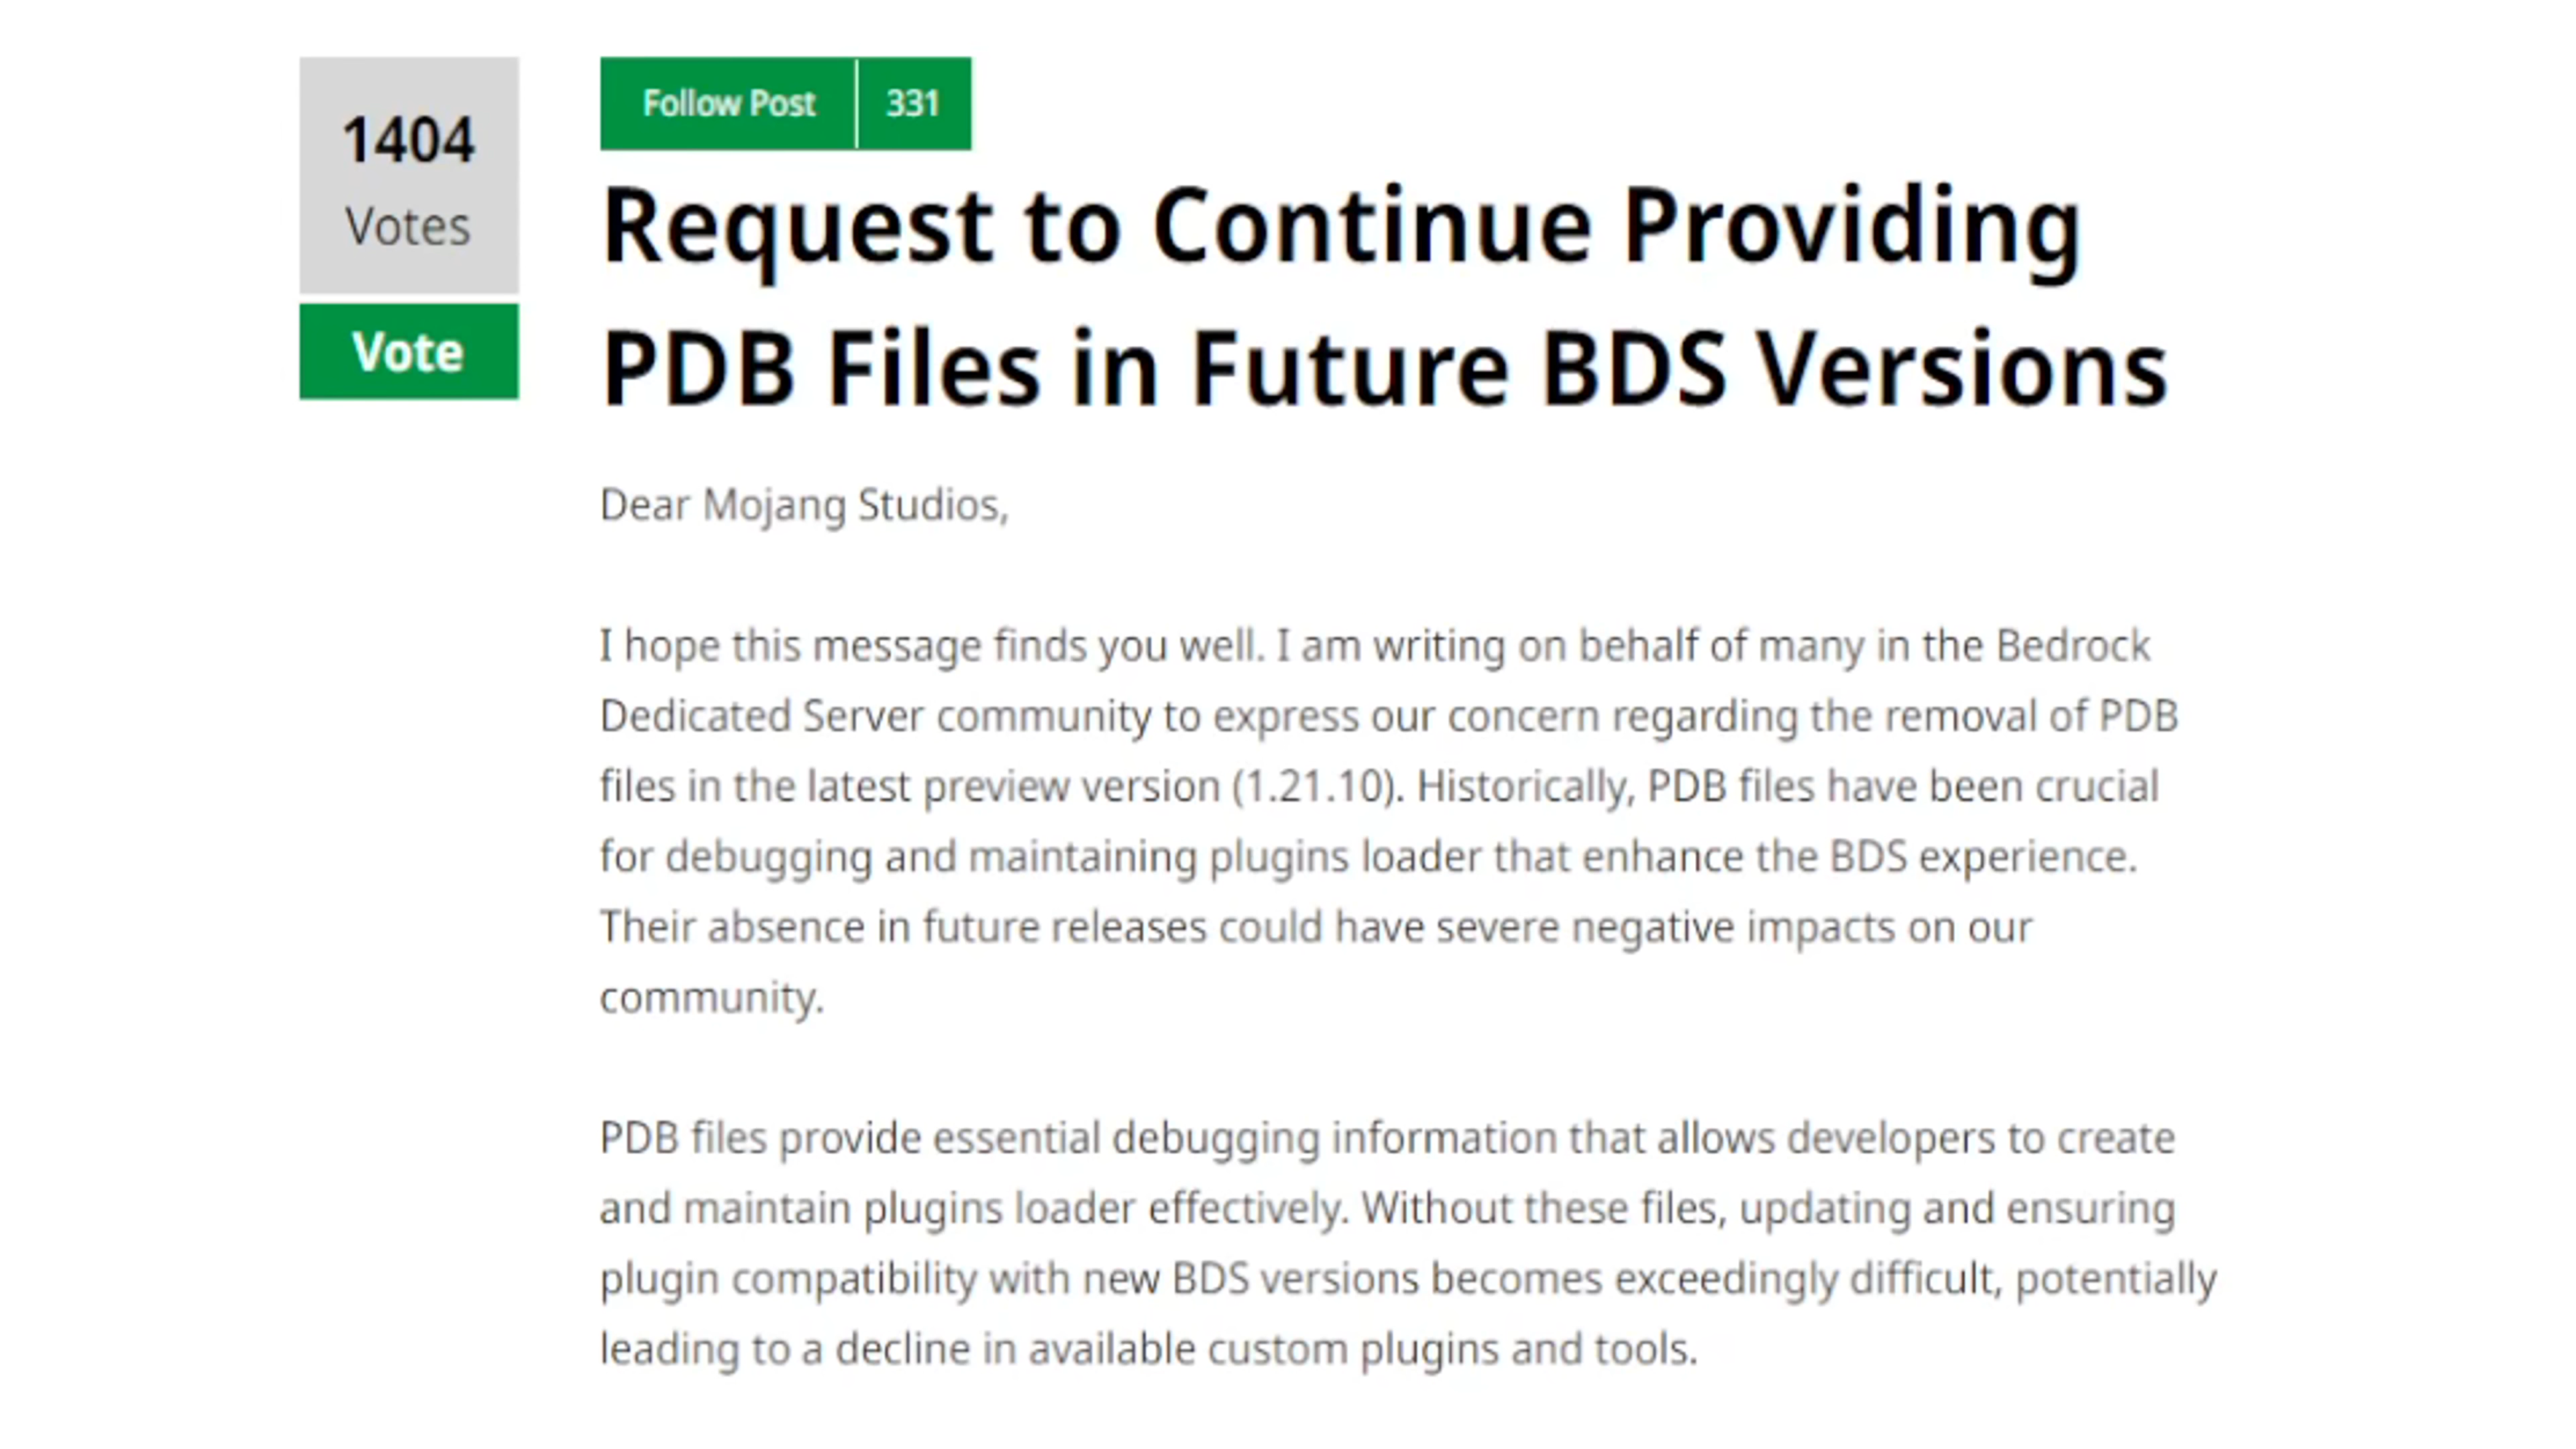 1404
Votes
Vote
Follow Post 331
Request to Continue Providing
PDB Files in Future BDS Versions
Dear Mojang Studios,
I hope this message finds you well. I am writing on behalf of many in the Bedrock
Dedicated Server community to express our concern regarding the removal of PDB
files in the latest preview version (1.21.10). Historically, PDB files have been crucial
for debugging and maintaining plugins loader that enhance the BDS experience.
Their absence in future releases could have severe negative impacts on our
community.
PDB files provide essential debugging information that allows developers to create
and maintain plugins loader effectively. Without these files, updating and ensuring
plugin compatibility with new BDS versions becomes exceedingly difficult, potentially
leading to a decline in available custom plugins and tools.